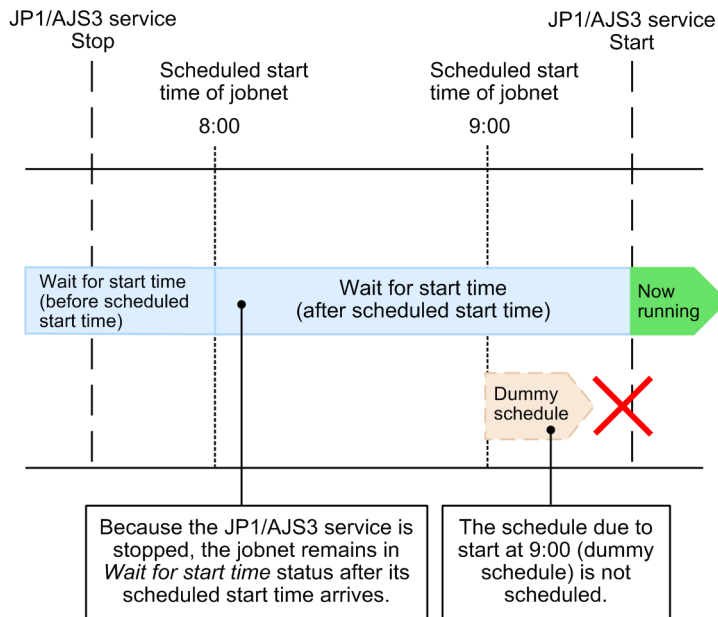 JP1/AJS3 service
Stop
JP1/AJS3 service
Start
Scheduled start
time of jobnet
8:00
Scheduled start
time of jobnet
9:00
Wait for start time
(before scheduled
start time)
Wait for start time
(after scheduled start time)
Now
running
Dummy
schedule
Because the JP1/AJS3 service is
stopped, the jobnet remains in
Wait for start time status after its
scheduled start time arrives.
The schedule due to
start at 9:00 (dummy
schedule) is not
scheduled.